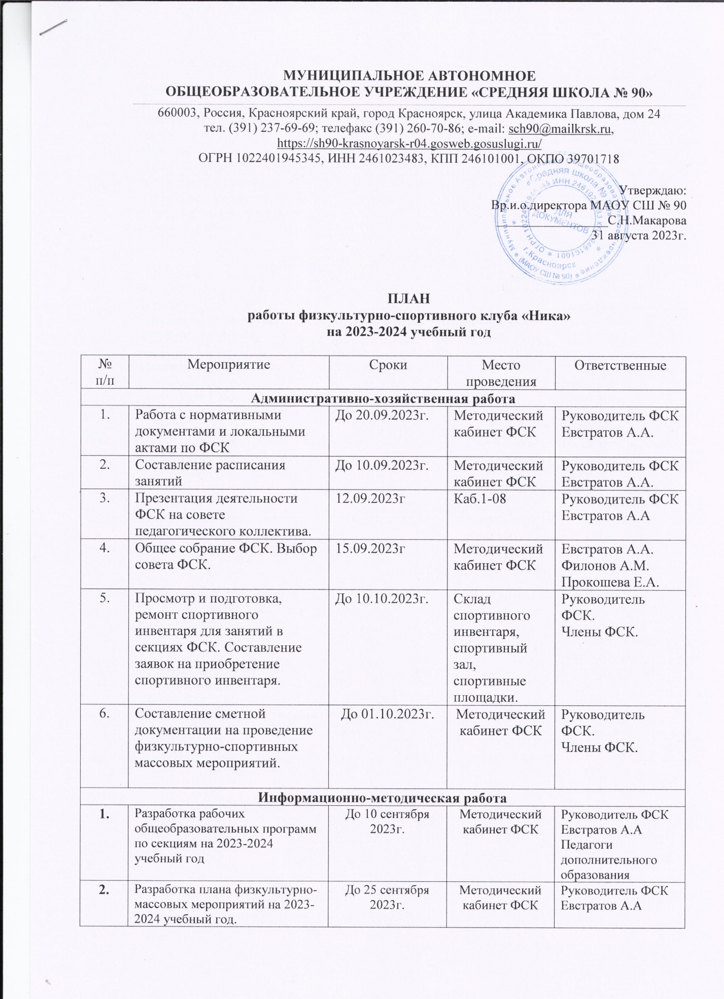 МУНИЦИПАЛЬНОЕ АВТОНОМНОЕ
ОБЩЕОБРАЗОВАТЕЛЬНОЕ УЧРЕЖДЕНИЕ «СРЕДНЯЯ ШКОЛА № 90»
660003, Россия, Красноярский край, город Красноярск, улица Академика Павлова, дом 24
тел. (391) 237-69-69; телефакс (391) 260-70-86; e-mail: sch90@mailkrsk.ru,
https://sh90-krasnoyarsk-r04.gosweb.gosuslugi.ru/
ОГРН 1022401945345, ИНН 2461023483, КПП 246101001, ОКПО 39701718
Утверждаю:
Вр.и.о.директора МАОУ СШ № 90
С.Н.Макарова
31 августа 2023г.
Муниципальное Автономное Общеобразовательное учреждение
(МАОУ СШ № 90)
«Средняя школа № 90»
г.Красноярск
ДЛЯ
ДОКУМЕНТОВ
ПЛАН
работы физкультурно-спортивного клуба «Ника»
на 2023-2024 учебный год
№
п/п
Мероприятие
Сроки
Место
проведения
Ответственные
Административно-хозяйственная работа
1.
Работа с нормативными
документами и локальными
актами по ФСК
До 20.09.2023г.
Методический
кабинет ФСК
Руководитель ФСК
Евстратов А.А.
2.
Составление расписания
занятий
До 10.09.2023г.
Методический
кабинет ФСК
Руководитель ФСК
Евстратов А.А.
3.
Презентация деятельности
ФСК на совете
педагогического коллектива.
12.09.2023г
Каб.1-08
Руководитель ФСК
Евстратов А.А
4.
Общее собрание ФСК. Выбор
совета ФСК.
15.09.2023г
Методический
кабинет ФСК
Евстратов А.А.
Филонов А.М.
Прокошева Е.А.
5.
Просмотр и подготовка,
ремонт спортивного
инвентаря для занятий в
секциях ФСК. Составление
заявок на приобретение
спортивного инвентаря.
До 10.10.2023г.
Склад
спортивного
инвентаря,
спортивный
зал,
спортивные
площадки.
Руководитель
ФСК.
Члены ФСК.
6.
Составление сметной
документации на проведение
физкультурно-спортивных
массовых мероприятий.
До 01.10.2023г.
Методический
кабинет ФСК
Руководитель
ФСК.
Члены ФСК.
Информационно-методическая работа
1.
Разработка рабочих
общеобразовательных программ
по секциям на 2023-2024
учебный год
До 10 сентября
2023г.
Методический
кабинет ФСК
Руководитель ФСК
Евстратов А.А
Педагоги
дополнительного
образования
2.
Разработка плана физкультурно-
массовых мероприятий на 2023-
2024 учебный год.
До 25 сентября
2023г.
Методический
кабинет ФСК
Руководитель ФСК
Евстратов А.А